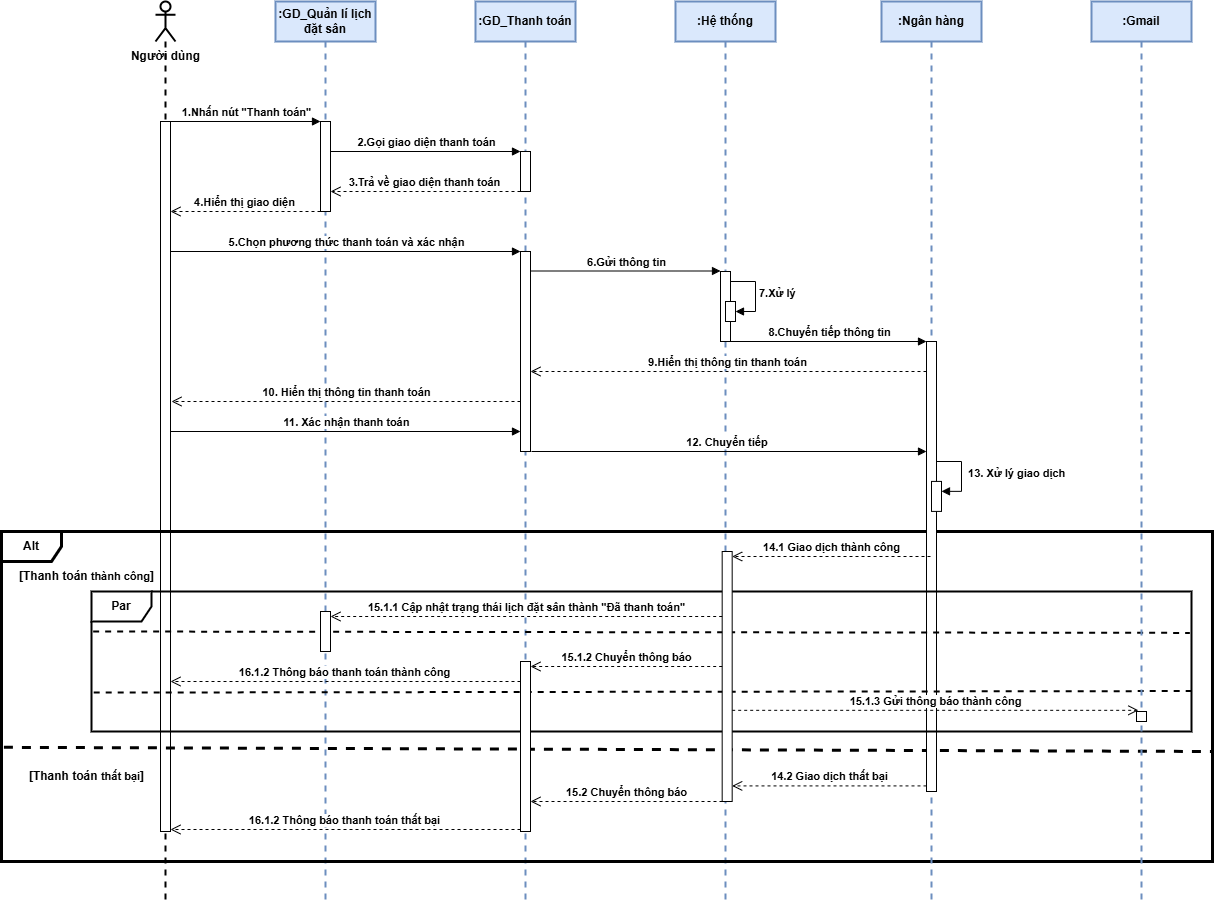 :GD_Quản lí lịch
đặt sân
:GD_Thanh toán
:Hệ thống
:Ngân hàng
:Gmail
Người dùng
1.Nhấn nút "Thanh toán"
2.Gọi giao diện thanh toán
3.Trả về giao diện thanh toán
4.Hiển thị giao diện
5.Chọn phương thức thanh toán và xác nhận
6.Gửi thông tin
7.Xử lý
8.Chuyển tiếp thông tin
9.Hiển thị thông tin thanh toán
10. Hiển thị thông tin thanh toán
11. Xác nhận thanh toán
12. Chuyển tiếp
13. Xử lý giao dịch
Alt
14.1 Giao dịch thành công
[Thanh toán thành công]
Par
15.1.1 Cập nhật trạng thái lịch đặt sân thành "Đã thanh toán"
15.1.2 Chuyển thông báo
16.1.2 Thông báo thanh toán thành công
15.1.3 Gửi thông báo thành công
[Thanh toán thất bại]
14.2 Giao dịch thất bại
15.2 Chuyển thông báo
16.1.2 Thông báo thanh toán thất bại